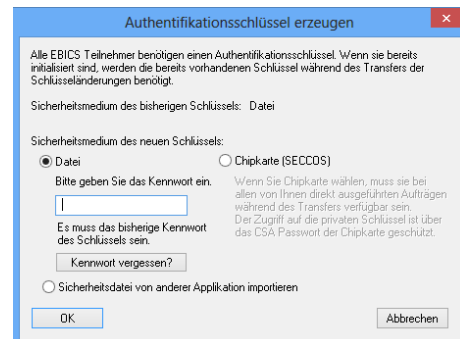 Authentifikationsschlüssel erzeugen
Alle EBICS Teilnehmer benötigen einen Authentifikationsschlüssel. Wenn sie bereits
initialisiert sind, werden die bereits vorhandenen Schlüssel während des Transfers der
Schlüsseländerungen benötigt.
Sicherheitsmedium des bisherigen Schlüssels: Datei
Sicherheitsmedium des neuen Schlüssels:
Datei
Chipkarte (SECCOS)
Bitte geben Sie das Kennwort ein.
Wenn Sie Chipkarte wählen, muss sie bei
allen von Ihnen direkt ausgeführten Aufträgen
während des Transfers verfügbar sein.
Der Zugriff auf die privaten Schlüssel ist über
das CSA Passwort der Chipkarte geschützt.
Es muss das bisherige Kennwort
des Schlüssels sein.
Kennwort vergessen?
Sicherheitsdatei von anderer Applikation importieren
OK
Abbrechen